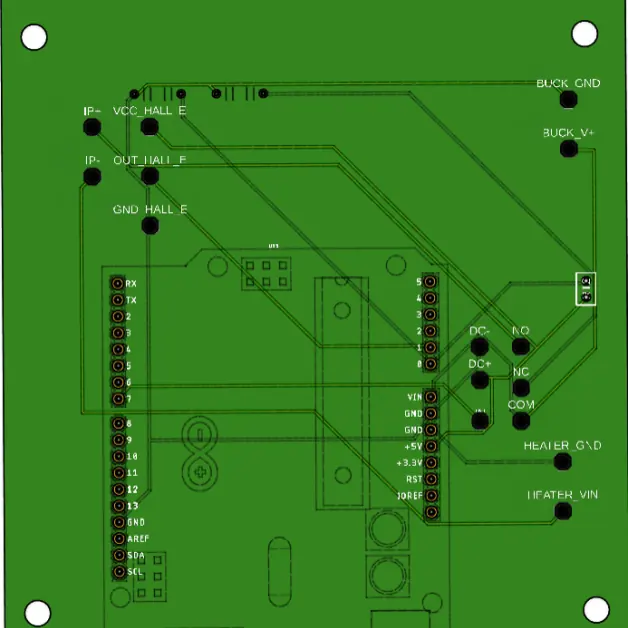 BUCK_GND
IP+ VCC_HALL_E
BUCK_V+
IP- OUT_HALL_E
GND_HALL_E
RX
TX
2
3
4
5
6
7
8
9
10
11
12
13
GND
AREF
SDA
SCL
5
4
3
2
1
0
VIN
GND
GND
+5V
+3.3V
RST
IOREF
DC-
NO
DC+
NC
COM
HEATER_GND
HEATER_VIN